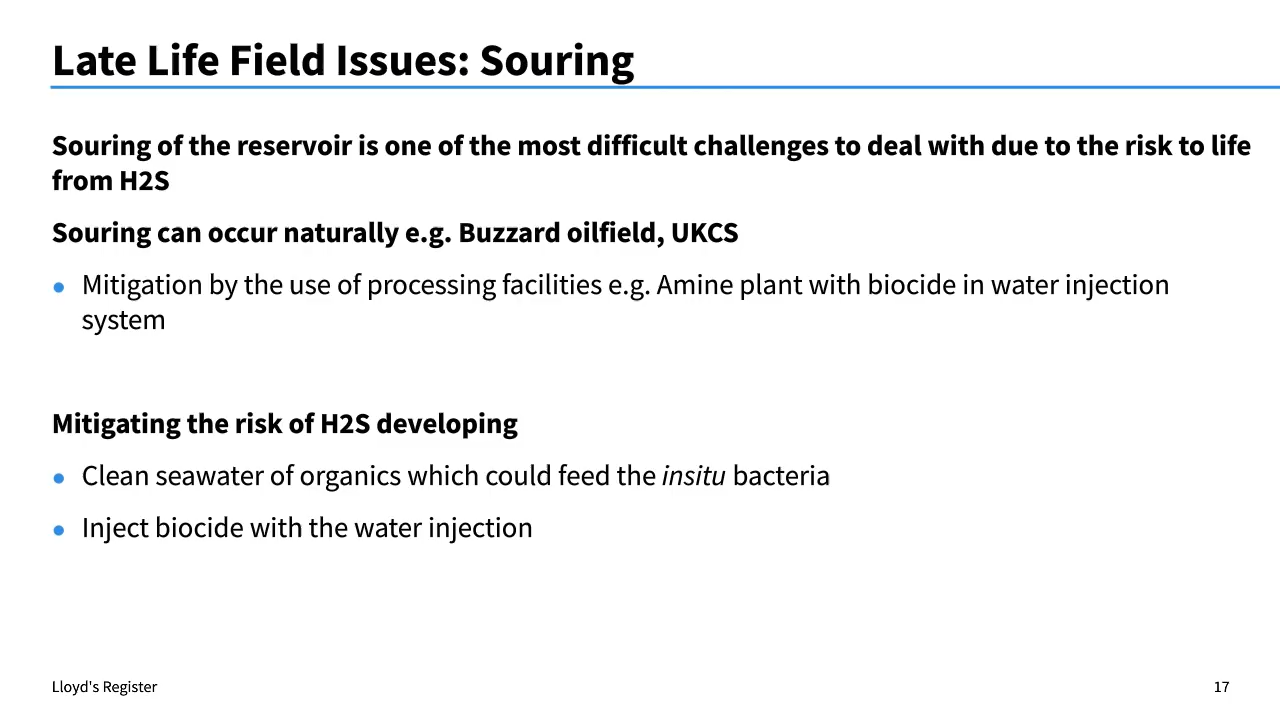 Late Life Field Issues: Souring
Souring of the reservoir is one of the most difficult challenges to deal with due to the risk to life
from H2S
Souring can occur naturally e.g. Buzzard oilfield, UKCS
• Mitigation by the use of processing facilities e.g. Amine plant with biocide in water injection
system
Mitigating the risk of H2S developing
• Clean seawater of organics which could feed the insitu bacteria
• Inject biocide with the water injection
Lloyd's Register
17